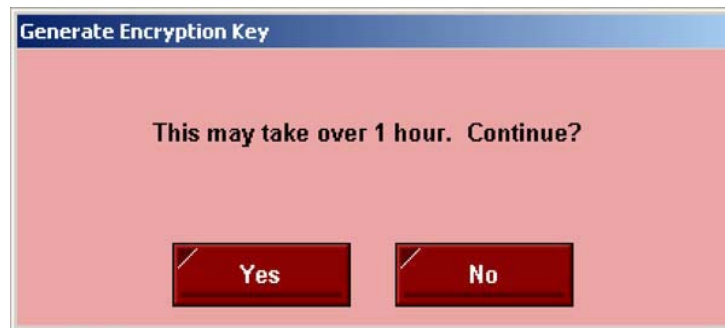 Generate Encryption Key
This may take over 1 hour.  Continue?
Yes
No